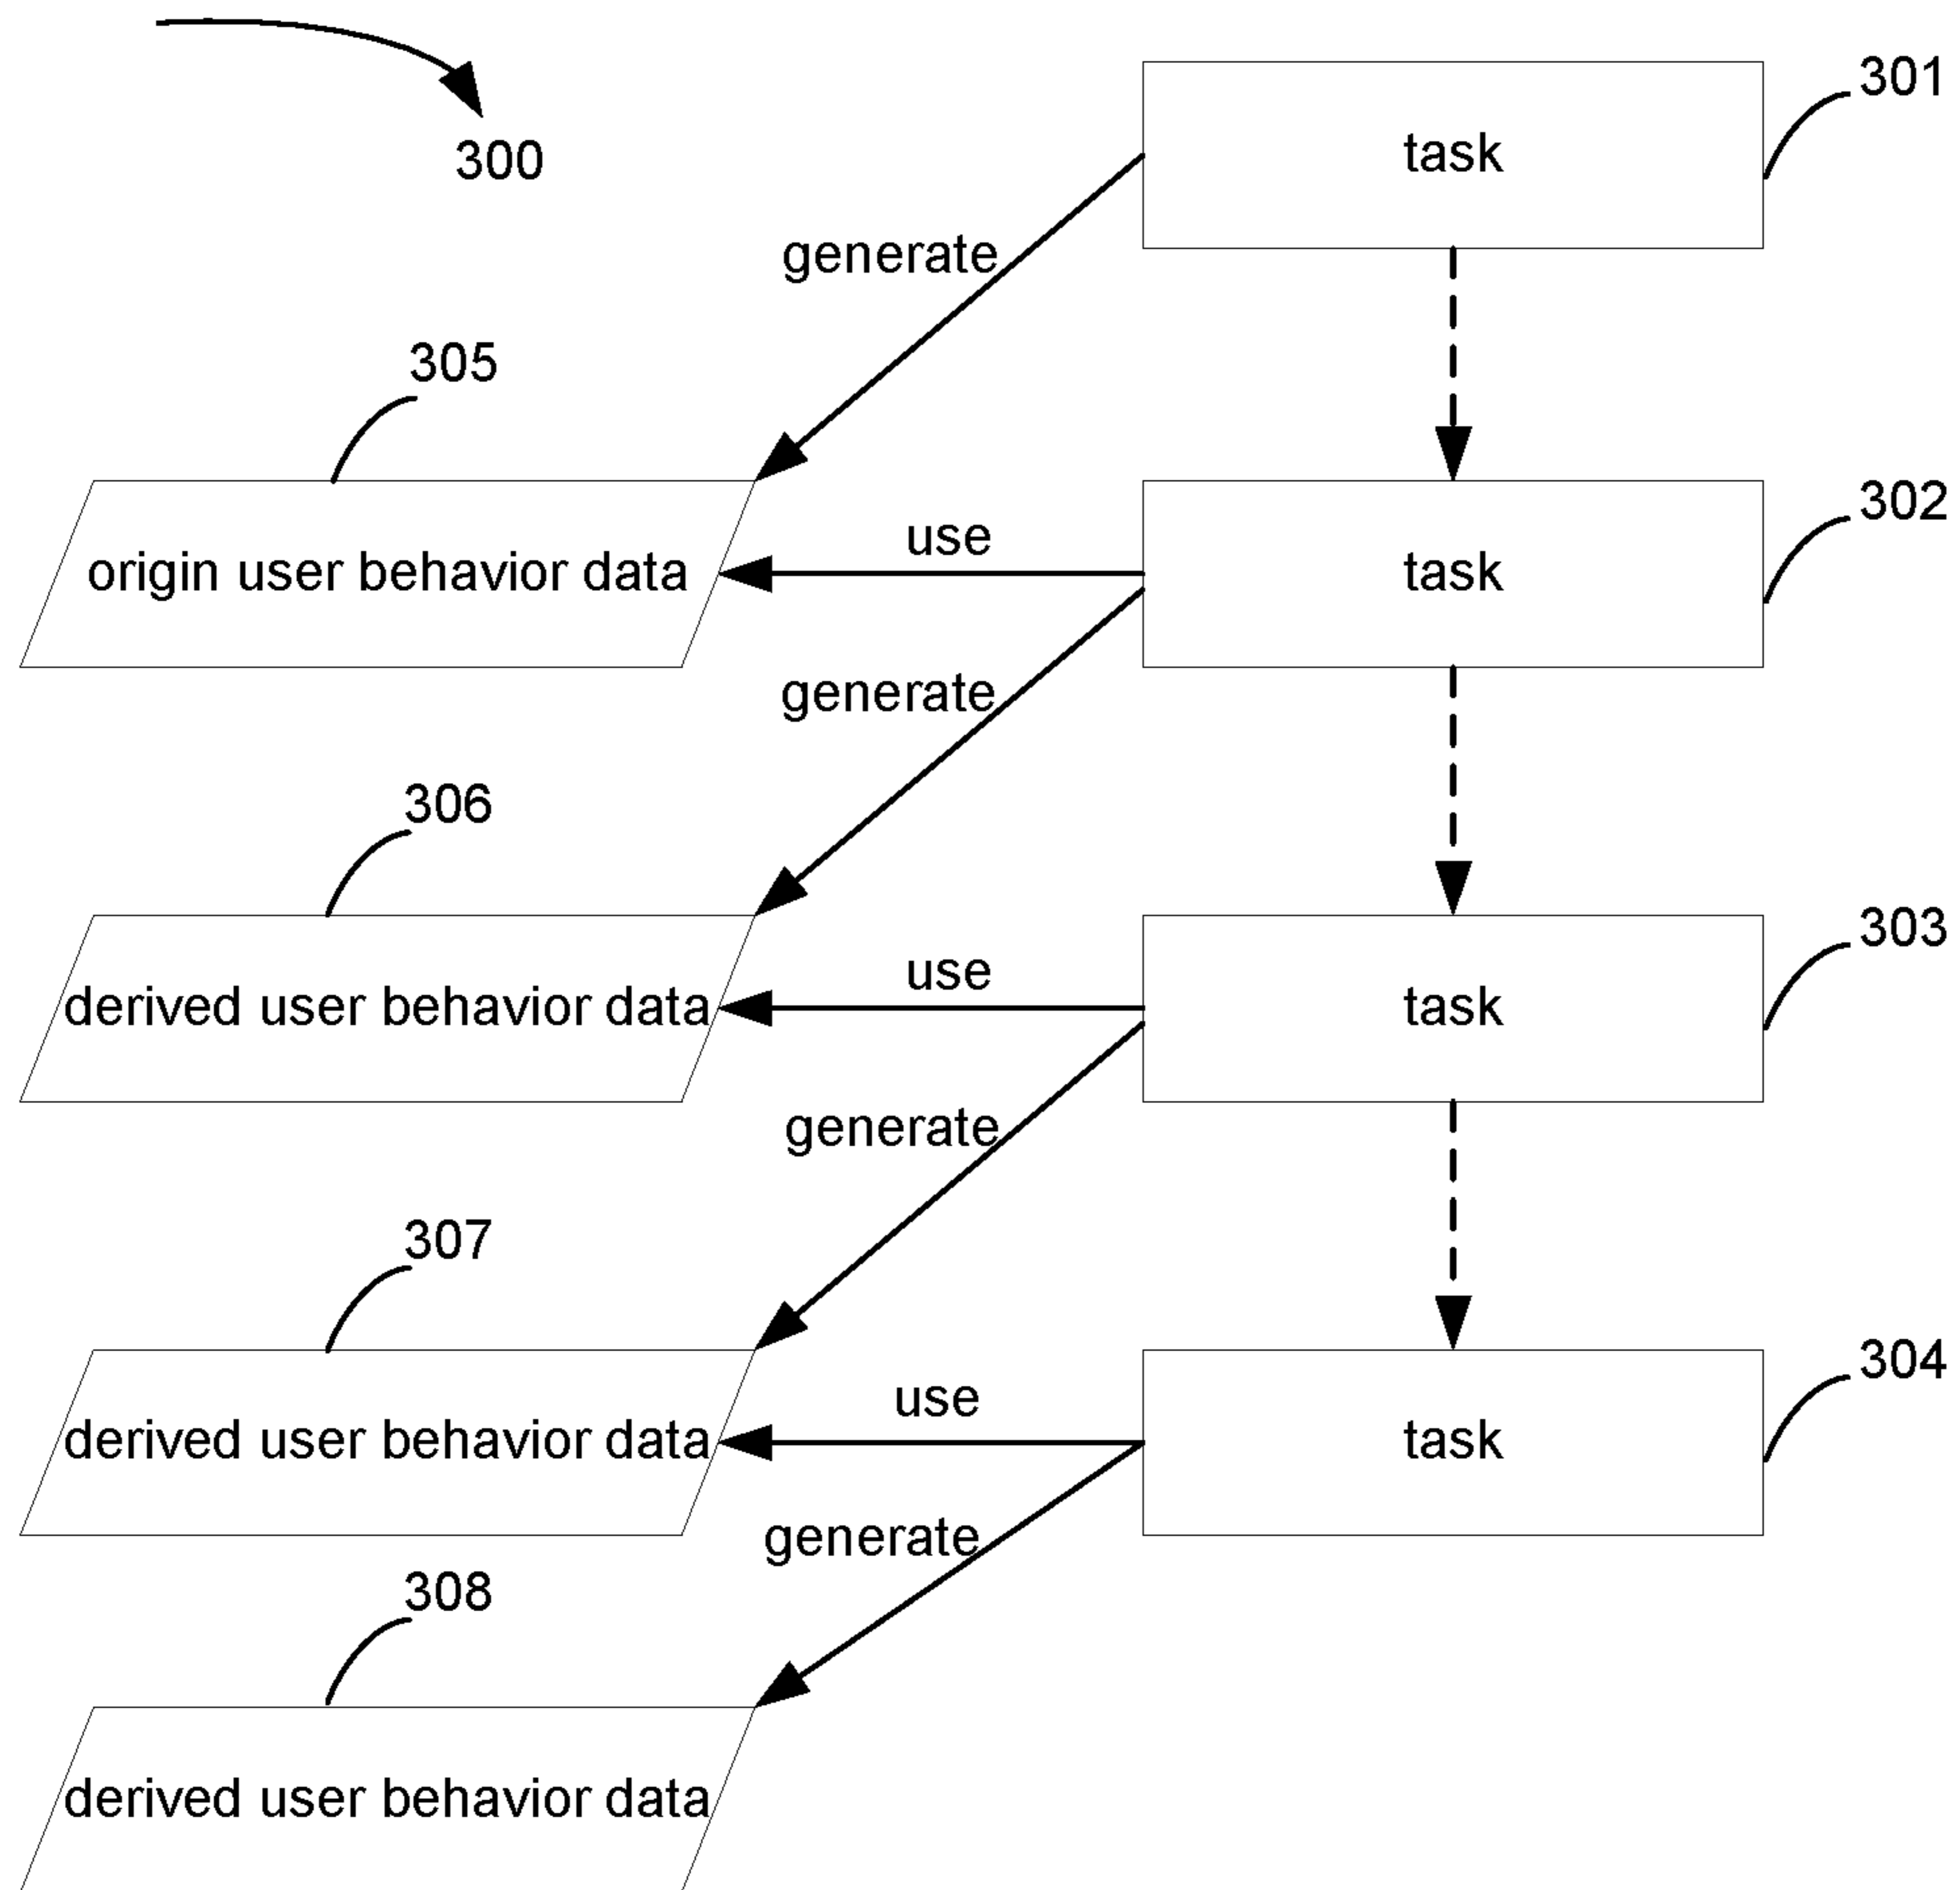 300
301
task
generate
305
302
origin user behavior data
use
task
generate
306
303
derived user behavior data
use
task
generate
307
304
derived user behavior data
use
task
generate
308
derived user behavior data